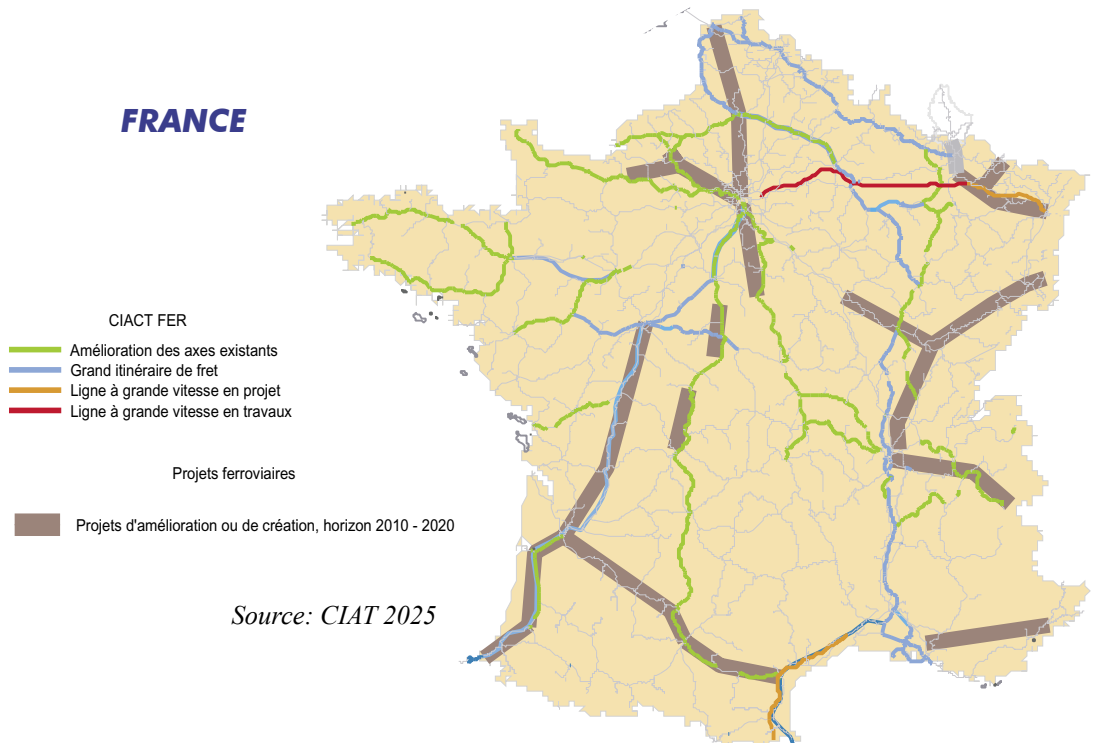 FRANCE
CIACT FER
Amélioration des axes existants
Grand itinéraire de fret
Ligne à grande vitesse en projet
Ligne à grande vitesse en travaux
Projets ferroviaires
Projets d'amélioration ou de création, horizon 2010 - 2020
Source: CIAT 2025